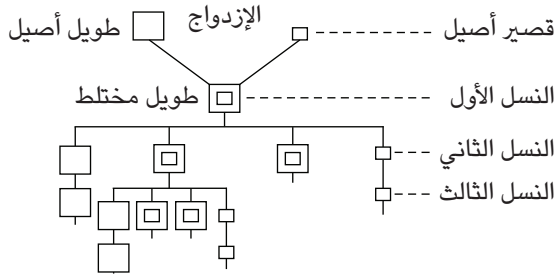 قصير أصيل الإزدواج طويل أصيل
النسل الأول طويل مختلط
النسل الثاني
النسل الثالث